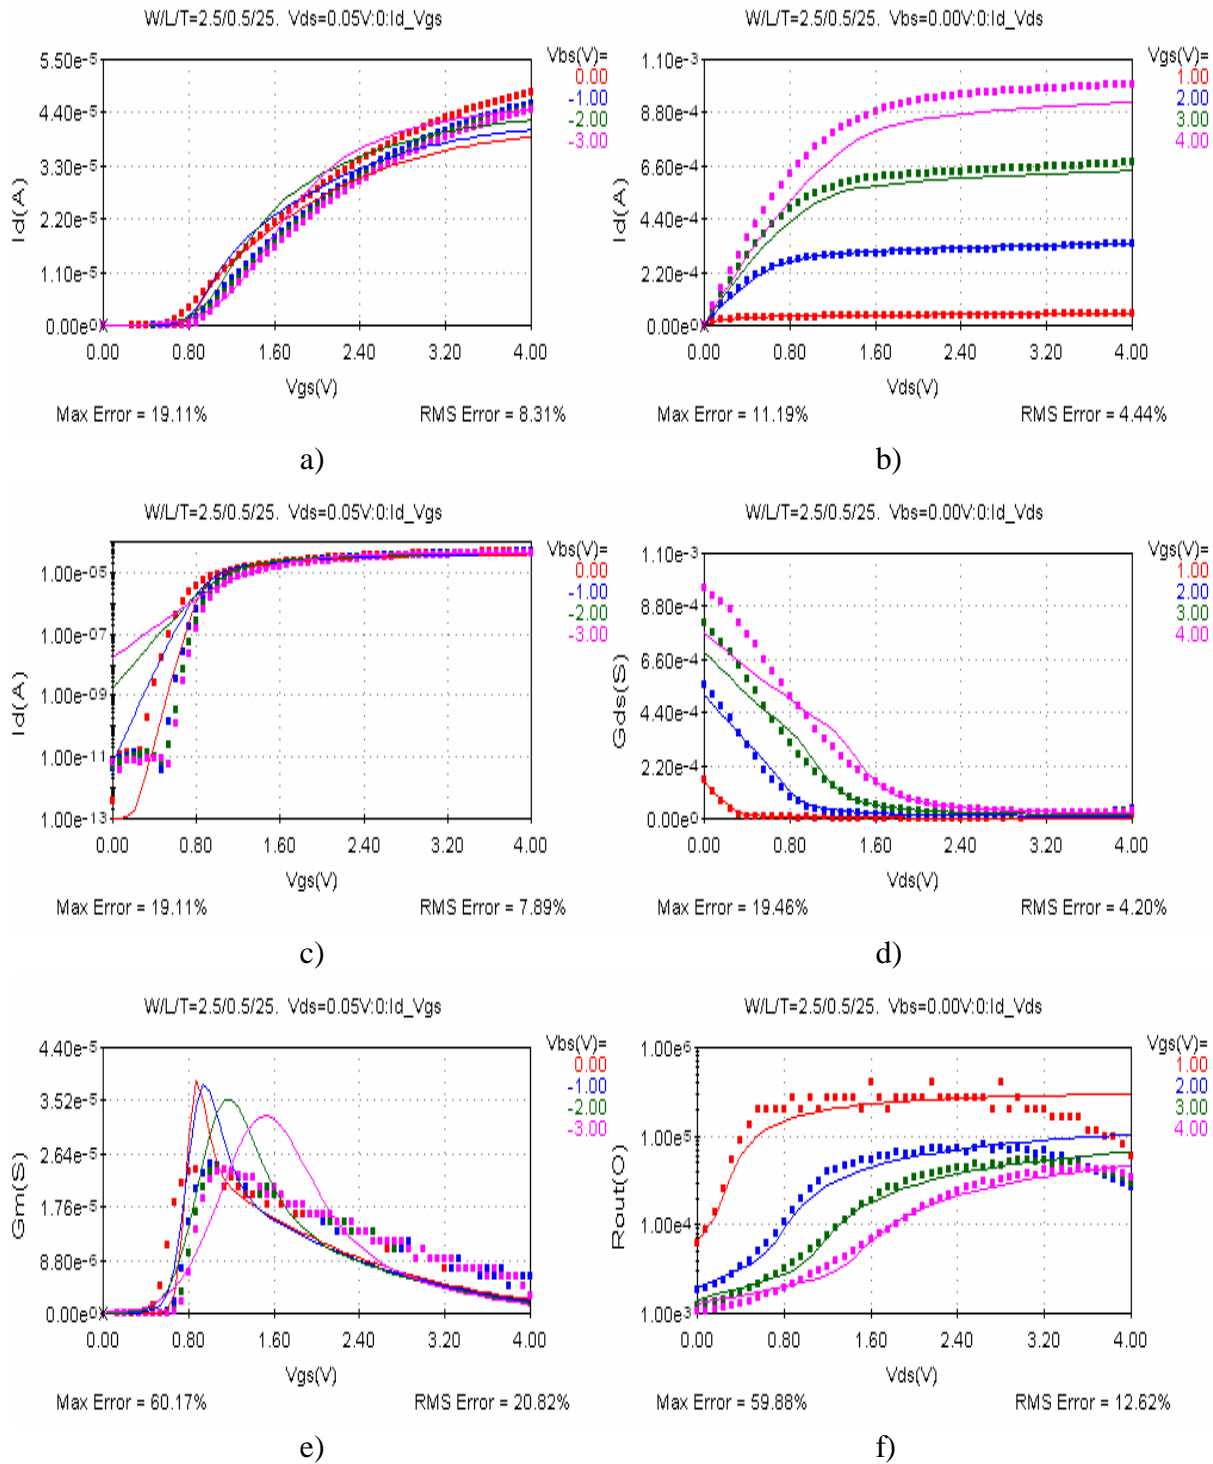 W/L/T=2.5/0.5/25. Vds=0.05V:0:Id_Vgs
Vbs(V)=
0.00
-1.00
-2.00
-3.00
5.50e-5
4.40e-5
3.30e-5
2.20e-5
1.10e-5
0.00e0
Id(A)
0.00 0.80 1.60 2.40 3.20 4.00
Vgs(V)
Max Error = 19.11% RMS Error = 8.31%
a)
W/L/T=2.5/0.5/25. Vbs=0.00V:0:Id_Vds
Vgs(V)=
1.00
2.00
3.00
4.00
1.10e-3
8.80e-4
6.60e-4
4.40e-4
2.20e-4
0.00e0
Id(A)
0.00 0.80 1.60 2.40 3.20 4.00
Vds(V)
Max Error = 11.19% RMS Error = 4.44%
b)
W/L/T=2.5/0.5/25. Vds=0.05V:0:Id_Vgs
Vbs(V)=
0.00
-1.00
-2.00
-3.00
1.00e-05
1.00e-07
1.00e-09
1.00e-11
1.00e-13
Id(A)
0.00 0.80 1.60 2.40 3.20 4.00
Vgs(V)
Max Error = 19.11% RMS Error = 7.89%
c)
W/L/T=2.5/0.5/25. Vbs=0.00V:0:Id_Vds
Vgs(V)=
1.00
2.00
3.00
4.00
1.10e-3
8.80e-4
6.60e-4
4.40e-4
2.20e-4
0.00e0
Gds(S)
0.00 0.80 1.60 2.40 3.20 4.00
Vds(V)
Max Error = 19.46% RMS Error = 4.20%
d)
W/L/T=2.5/0.5/25. Vds=0.05V:0:Id_Vgs
Vbs(V)=
0.00
-1.00
-2.00
-3.00
4.40e-5
3.52e-5
2.64e-5
1.76e-5
8.80e-6
0.00e0
Gm(S)
0.00 0.80 1.60 2.40 3.20 4.00
Vgs(V)
Max Error = 60.17% RMS Error = 20.82%
e)
W/L/T=2.5/0.5/25. Vbs=0.00V:0:Id_Vds
Vgs(V)=
1.00
2.00
3.00
4.00
1.00e6
1.00e5
1.00e4
1.00e3
Rout(O)
0.00 0.80 1.60 2.40 3.20 4.00
Vds(V)
Max Error = 59.88% RMS Error = 12.62%
f)